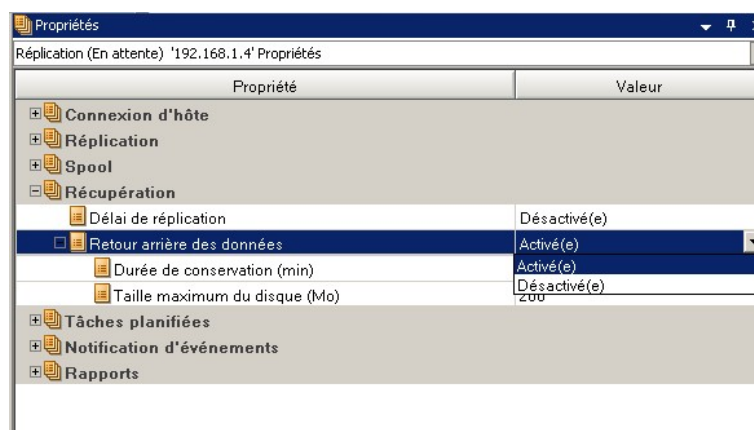 Propriétés
Réplication (En attente) '192.168.1.4' Propriétés
Propriété Valeur
Connexion d'hôte
Réplication
Spool
Récupération
Délai de réplication Désactivé(e)
Retour arrière des données Activé(e)
Durée de conservation (min) Activé(e)
Désactivé(e)
Taille maximum du disque (Mo) 200
Tâches planifiées
Notification d'événements
Rapports